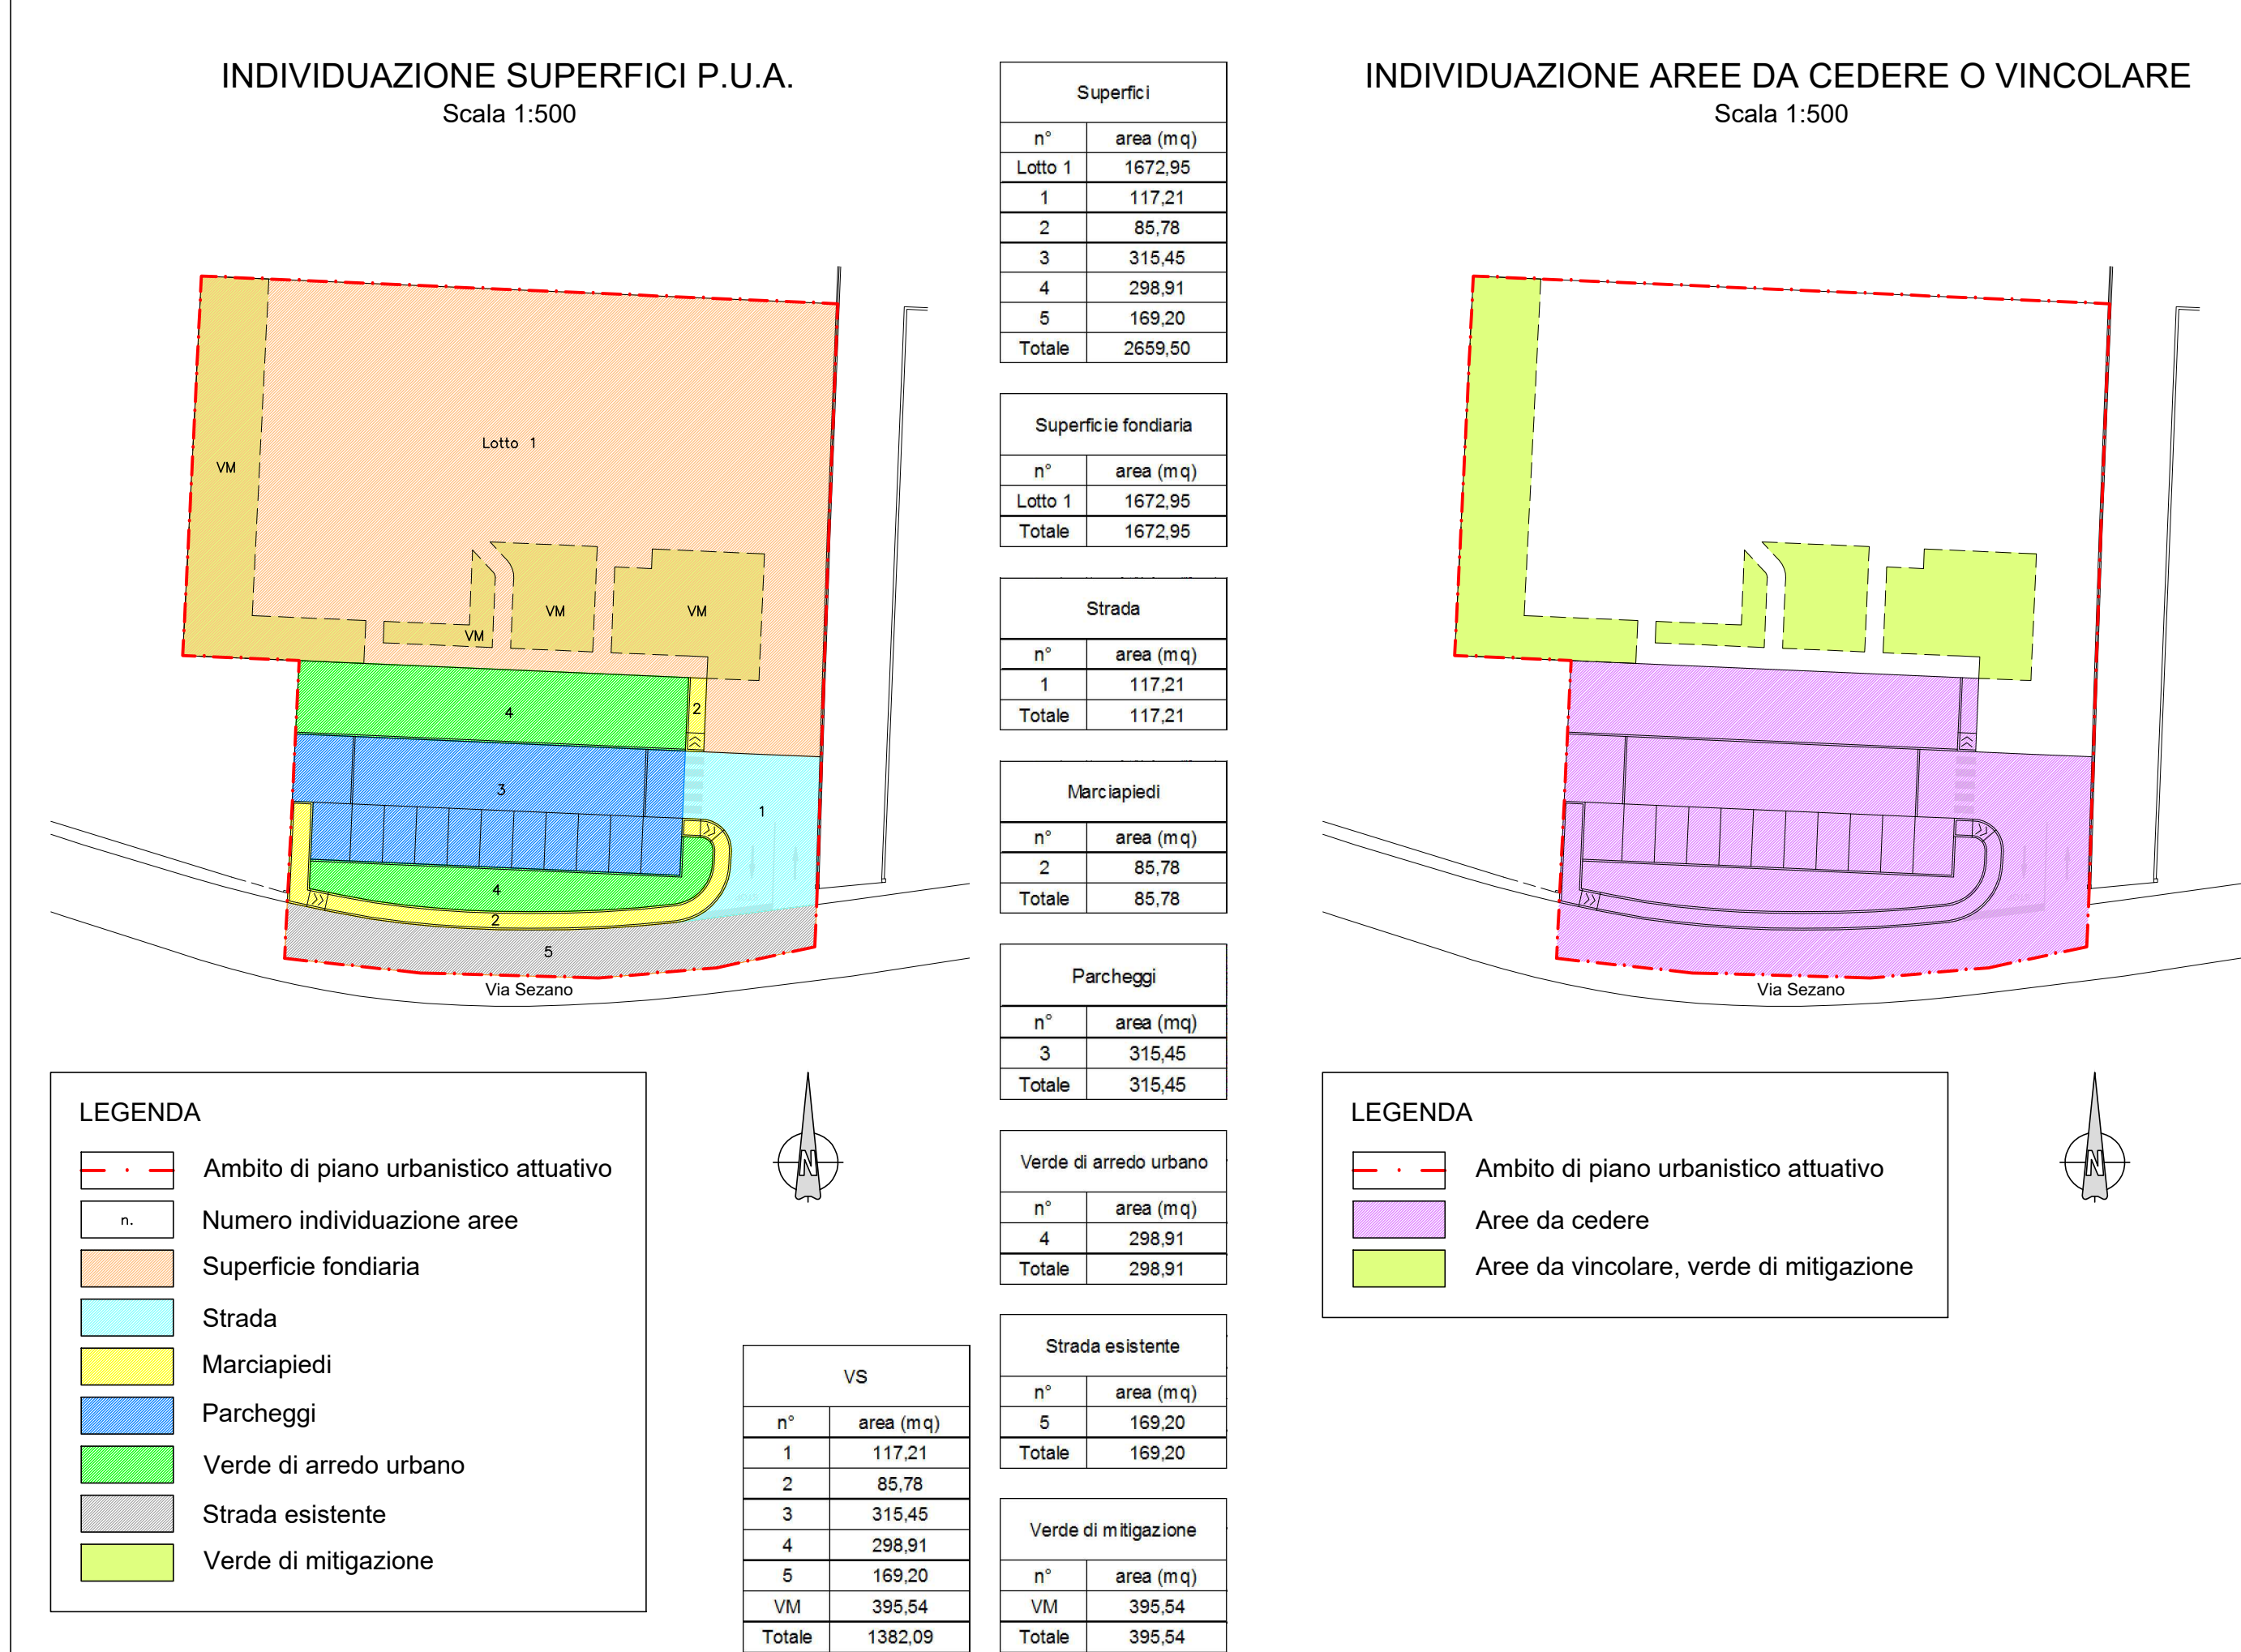 INDIVIDUAZIONE SUPERFICI P.U.A.
Scala 1:500
VM
Lotto 1
VM
VM
VM
4
2
3
1
4
2
5
Via Sezano
LEGENDA
Ambito di piano urbanistico attuativo
n. Numero individuazione aree
Superficie fondiaria
Strada
Marciapiedi
Parcheggi
Verde di arredo urbano
Strada esistente
Verde di mitigazione
N
VS
n° area (mq)
1 117,21
2 85,78
3 315,45
4 298,91
5 169,20
VM 395,54
Totale 1382,09
Superfici
n° area (mq)
Lotto 1 1672,95
1 117,21
2 85,78
3 315,45
4 298,91
5 169,20
Totale 2659,50
Superficie fondiaria
n° area (mq)
Lotto 1 1672,95
Totale 1672,95
Strada
n° area (mq)
1 117,21
Totale 117,21
Marciapiedi
n° area (mq)
2 85,78
Totale 85,78
Parcheggi
n° area (mq)
3 315,45
Totale 315,45
Verde di arredo urbano
n° area (mq)
4 298,91
Totale 298,91
Strada esistente
n° area (mq)
5 169,20
Totale 169,20
Verde di mitigazione
n° area (mq)
VM 395,54
Totale 395,54
INDIVIDUAZIONE AREE DA CEDERE O VINCOLARE
Scala 1:500
Via Sezano
LEGENDA
Ambito di piano urbanistico attuativo
Aree da cedere
Aree da vincolare, verde di mitigazione
N